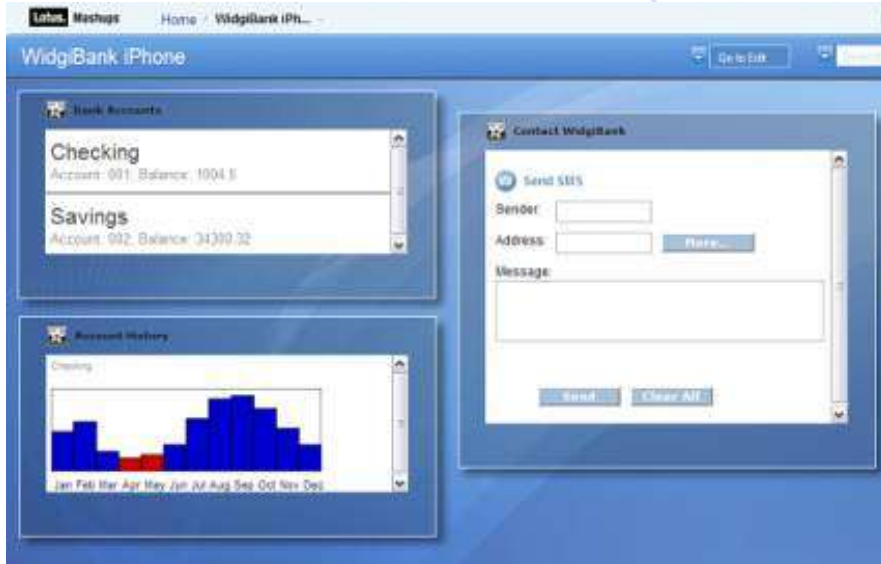 Lotus. Mashups Home / WidgiBank iPh...
WidgiBank iPhone
Go to Edit
Bank Accounts
Checking
Account: 001, Balance: 1004.5
Savings
Account: 002, Balance: 34300.32
Account History
Checking
Jan Feb Mar Apr May Jun Jul Aug Sep Oct Nov Dec
Contact WidgiBank
Send SMS
Sender:
Address:
More...
Message:
Send
Clear All